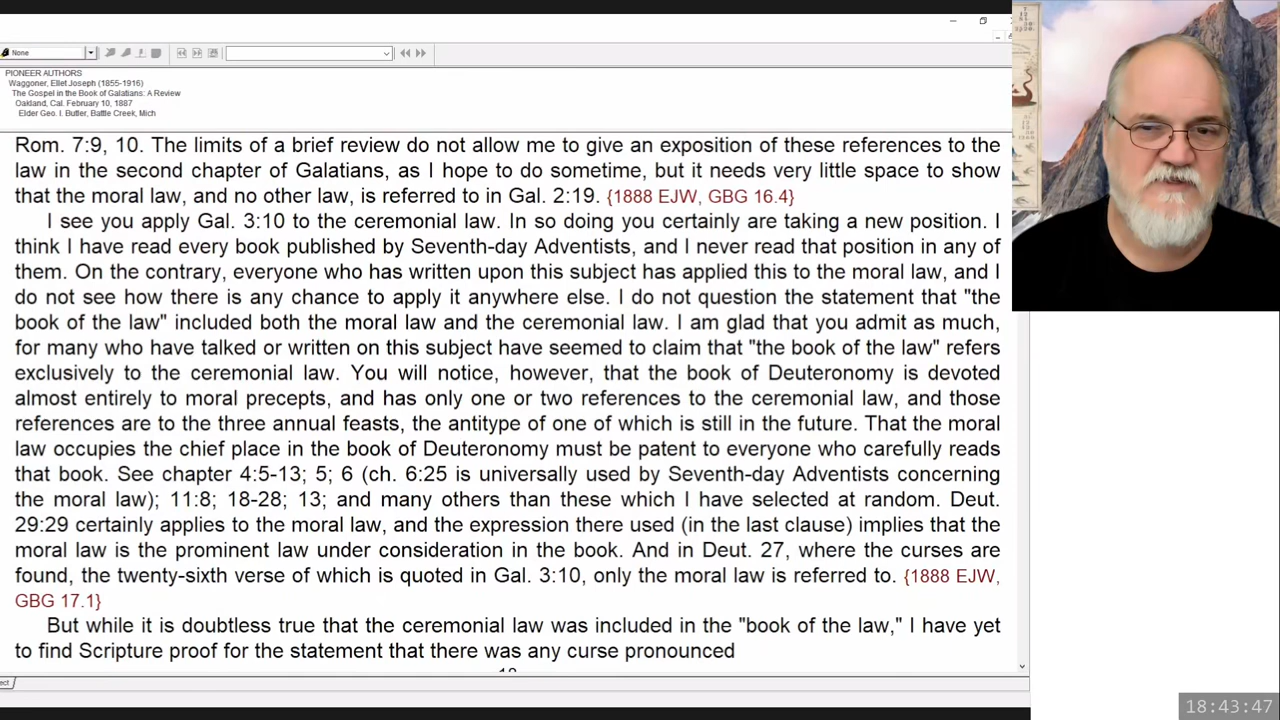 None
PIONEER AUTHORS
Waggoner, Ellet Joseph (1855-1916)
The Gospel in the Book of Galatians: A Review
Oakland, Cal. February 10, 1887
Elder Geo. I. Butler, Battle Creek, Mich
Rom. 7:9, 10. The limits of a brief review do not allow me to give an exposition of these references to the
law in the second chapter of Galatians, as I hope to do sometime, but it needs very little space to show
that the moral law, and no other law, is referred to in Gal. 2:19. {1888 EJW, GBG 16.4}
I see you apply Gal. 3:10 to the ceremonial law. In so doing you certainly are taking a new position. I
think I have read every book published by Seventh-day Adventists, and I never read that position in any of
them. On the contrary, everyone who has written upon this subject has applied this to the moral law, and I
do not see how there is any chance to apply it anywhere else. I do not question the statement that "the
book of the law" included both the moral law and the ceremonial law. I am glad that you admit as much,
for many who have talked or written on this subject have seemed to claim that "the book of the law" refers
exclusively to the ceremonial law. You will notice, however, that the book of Deuteronomy is devoted
almost entirely to moral precepts, and has only one or two references to the ceremonial law, and those
references are to the three annual feasts, the antitype of one of which is still in the future. That the moral
law occupies the chief place in the book of Deuteronomy must be patent to everyone who carefully reads
that book. See chapter 4:5-13; 5; 6 (ch. 6:25 is universally used by Seventh-day Adventists concerning
the moral law); 11:8; 18-28; 13; and many others than these which I have selected at random. Deut.
29:29 certainly applies to the moral law, and the expression there used (in the last clause) implies that the
moral law is the prominent law under consideration in the book. And in Deut. 27, where the curses are
found, the twenty-sixth verse of which is quoted in Gal. 3:10, only the moral law is referred to. {1888 EJW,
GBG 17.1}
But while it is doubtless true that the ceremonial law was included in the "book of the law," I have yet
to find Scripture proof for the statement that there was any curse pronounced
ect
18:43:47